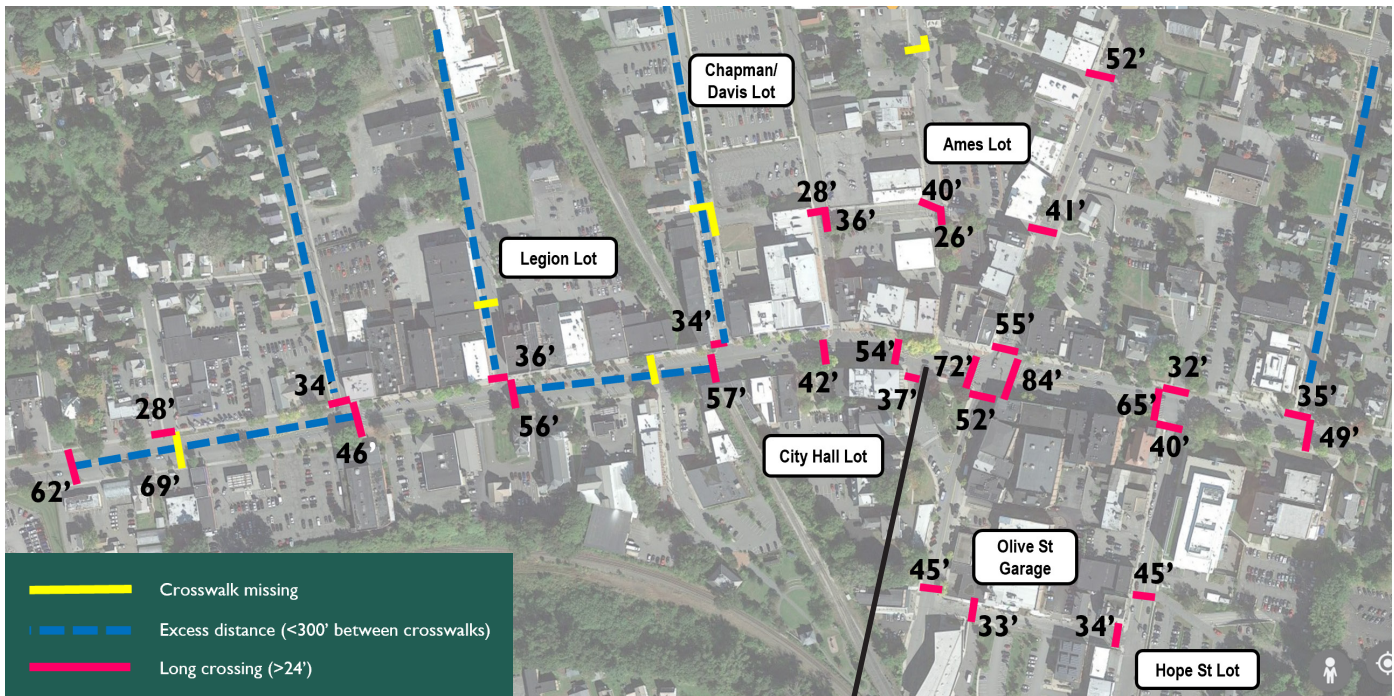 52’
Chapman/
Davis Lot
Ames Lot
28’
40’
36’
41’
26’
Legion Lot
34’
36’
55’
54’
72’
84’
42’
37’
52’
32’
34’
28’
56’
57’
65’
35’
46’
40’
49’
City Hall Lot
62’
69’
Olive St
Garage
45’
45’
33’
34’
Hope St Lot
Crosswalk missing
Excess distance (<300’ between crosswalks)
Long crossing (>24’)